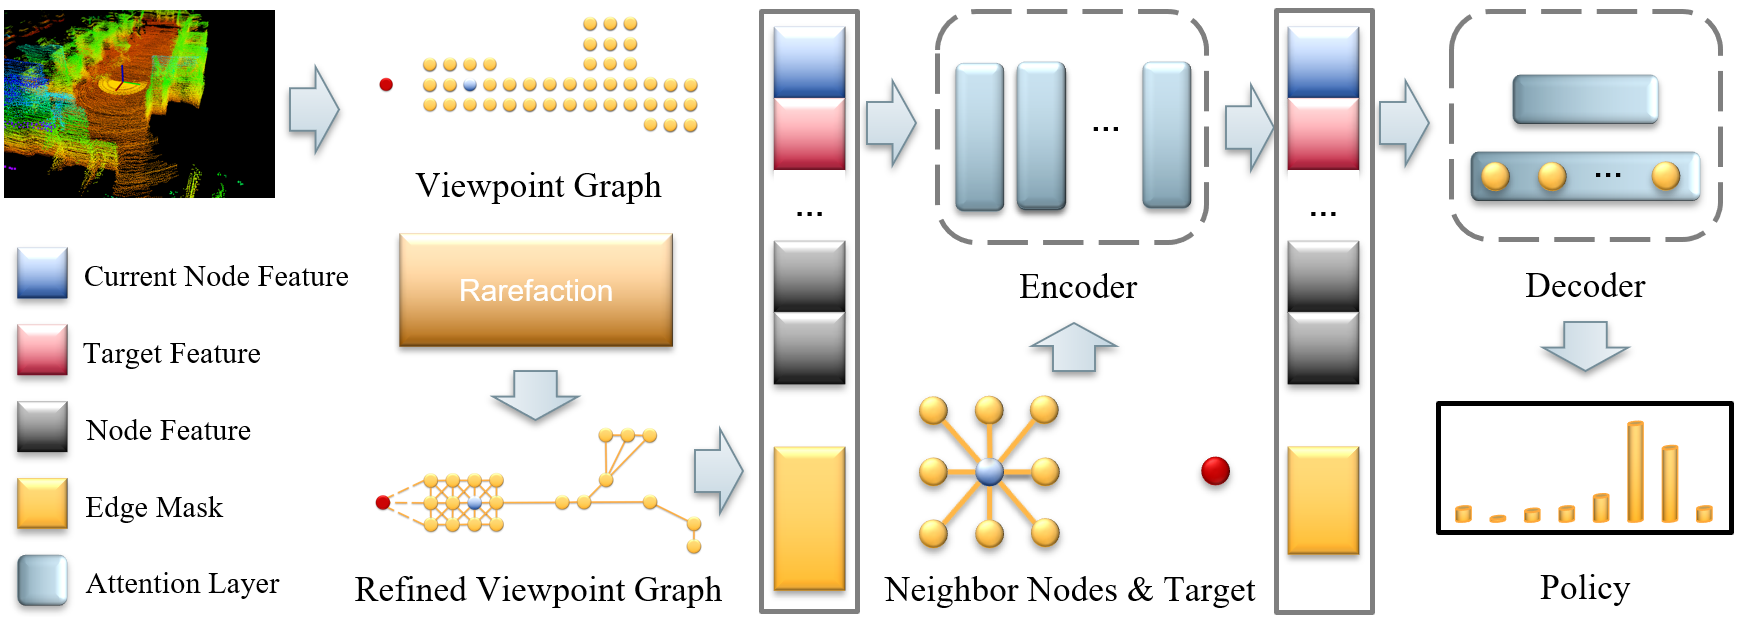 Viewpoint Graph
Rarefaction
Refined Viewpoint Graph
Current Node Feature
Target Feature
Node Feature
Edge Mask
Attention Layer
...
...
Encoder
Neighbor Nodes & Target
...
...
Decoder
Policy